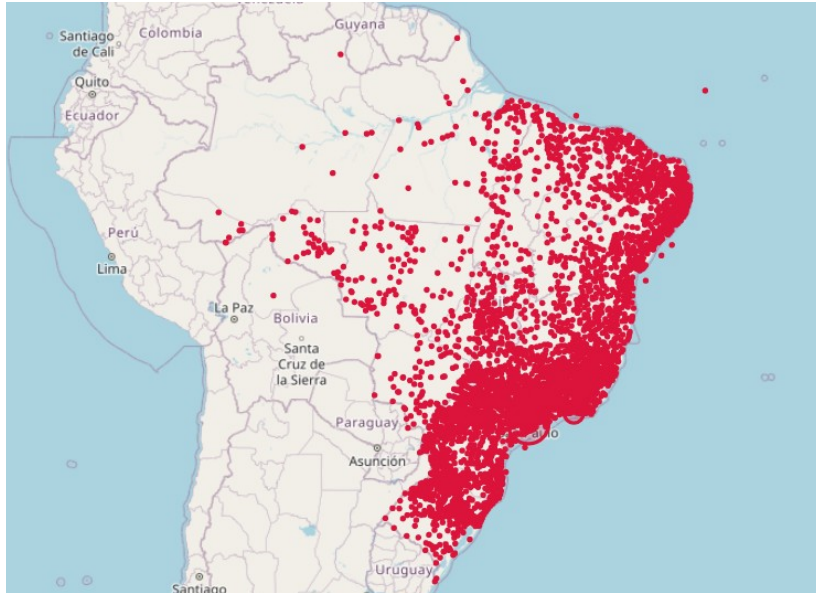 Guyana
Santiago
de Cali
Colombia
Quito
Ecuador
Perú
Lima
La Paz
Bolivia
Santa
Cruz de
la Sierra
Paraguay
Asunción
Uruguay
Santiago